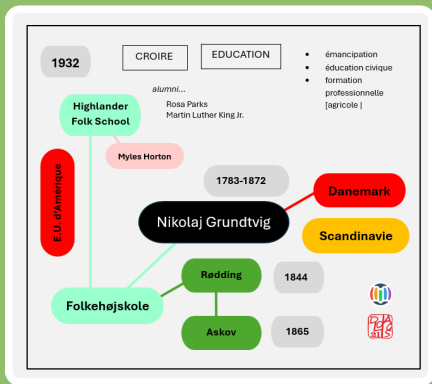 1932
CROIRE
EDUCATION
• émancipation
• éducation civique
• formation
professionnelle
[agricole |
alumni...
Rosa Parks
Martin Luther King Jr.
Highlander
Folk School
Myles Horton
E.U. d'Amérique
1783-1872
Danemark
Nikolaj Grundtvig
Scandinavie
Rødding
1844
Folkehøjskole
Askov
1865